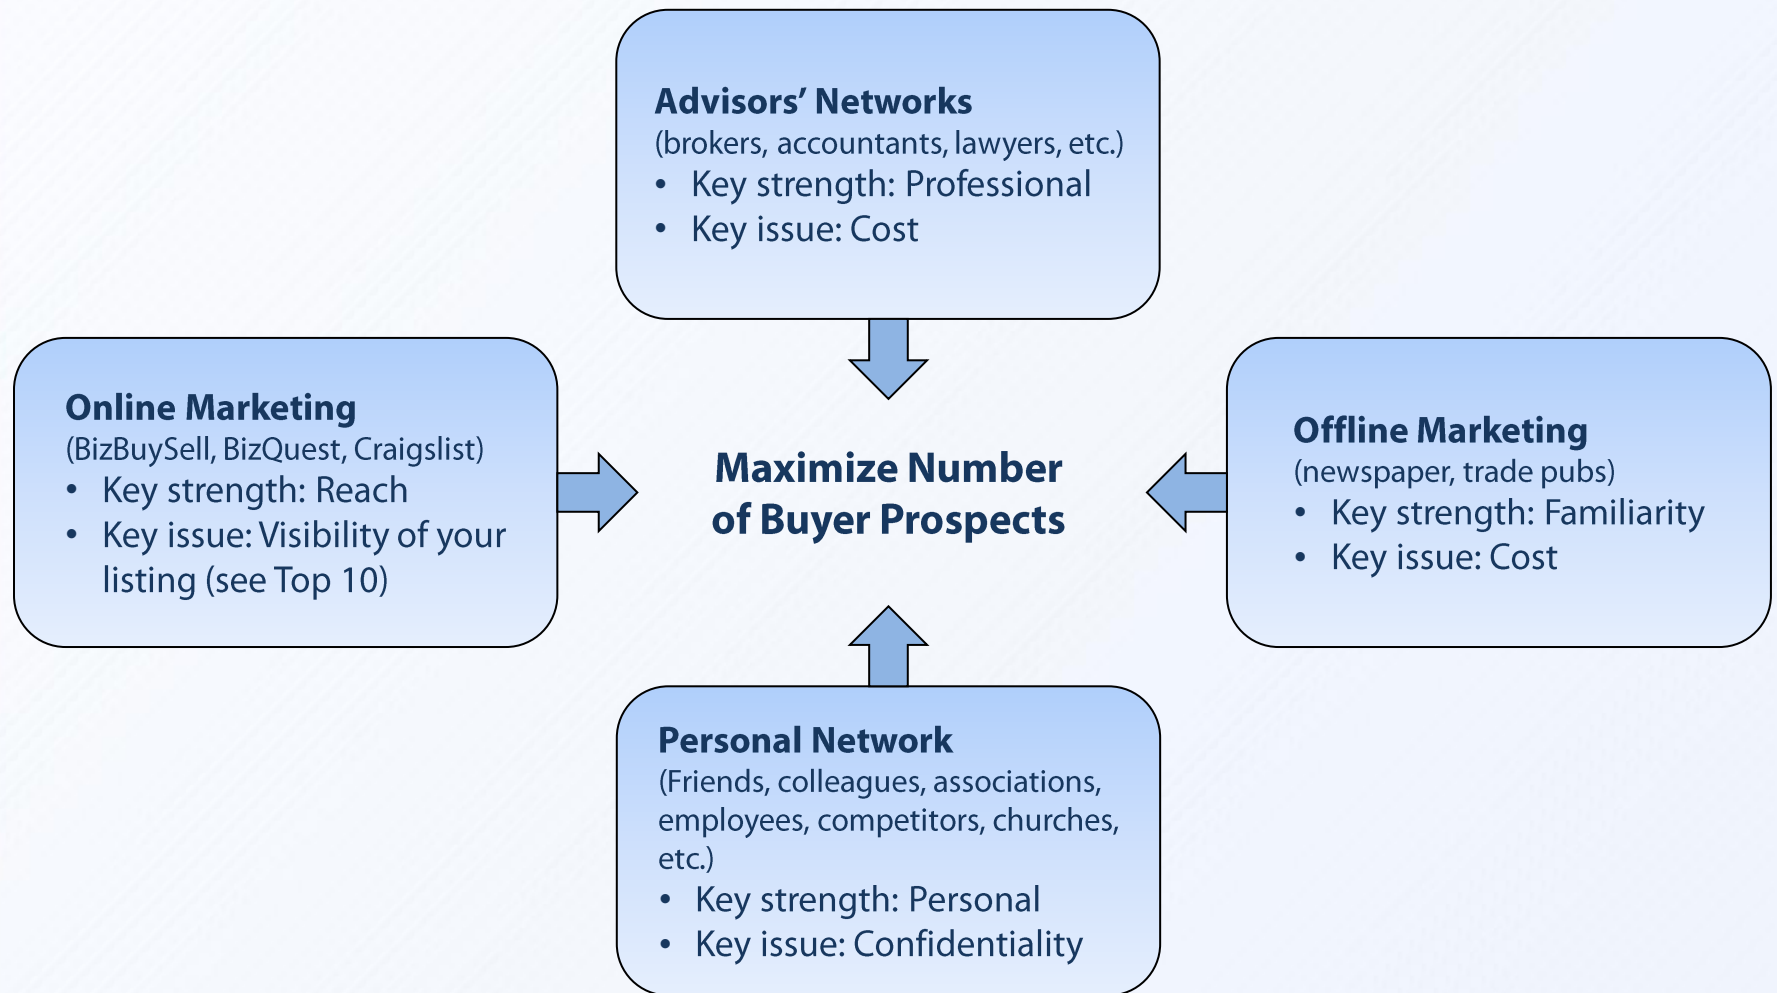 Advisors’ Networks
(brokers, accountants, lawyers, etc.)
• Key strength: Professional
• Key issue: Cost
Online Marketing
(BizBuySell, BizQuest, Craigslist)
• Key strength: Reach
• Key issue: Visibility of your
listing (see Top 10)
Maximize Number
of Buyer Prospects
Offline Marketing
(newspaper, trade pubs)
• Key strength: Familiarity
• Key issue: Cost
Personal Network
(Friends, colleagues, associations,
employees, competitors, churches,
etc.)
• Key strength: Personal
• Key issue: Confidentiality